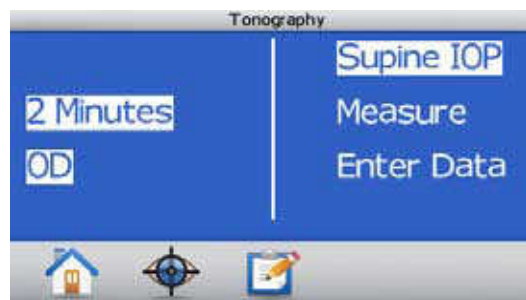 Tonography
2 Minutes
OD
Supine IOP
Measure
Enter Data